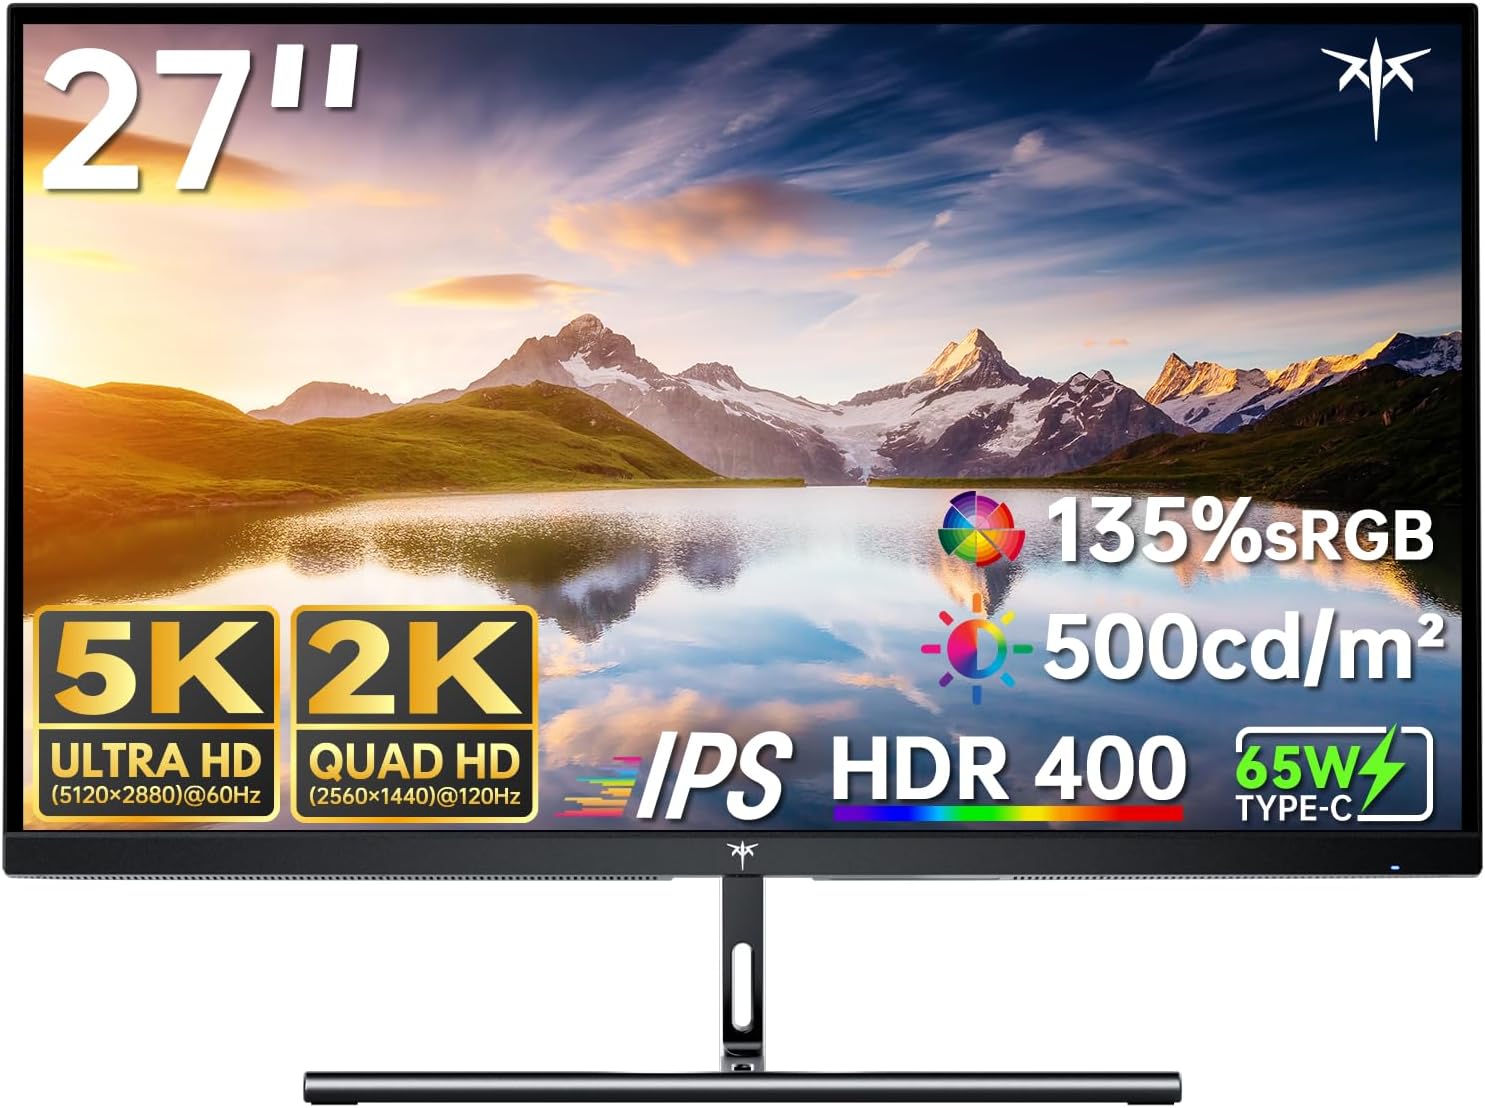 27"
135%sRGB
500cd/m²
5K
ULTRA HD
(5120×2880)@60Hz
2K
QUAD HD
(2560×1440)@120Hz
IPS
HDR 400
65W
TYPE-C